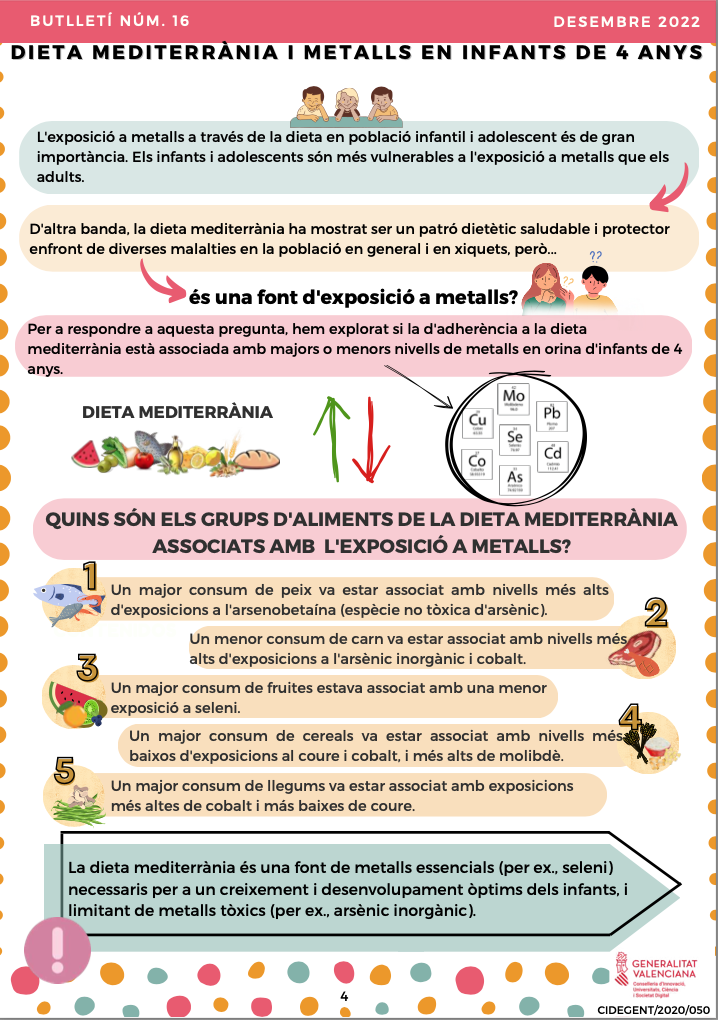 BUTLLETÍ NÚM. 16
DESEMBRE 2022
DIETA MEDITERRÀNIA I METALLS EN INFANTS DE 4 ANYS
L'exposició a metalls a través de la dieta en població infantil i adolescent és de gran
importància. Els infants i adolescents són més vulnerables a l'exposició a metalls que els
adults.
D'altra banda, la dieta mediterrània ha mostrat ser un patró dietètic saludable i protector
enfront de diverses malalties en la població en general i en xiquets, però...
??
??
és una font d'exposició a metalls?
Per a respondre a aquesta pregunta, hem explorat si la d'adherència a la dieta
mediterrània està associada amb majors o menors nivells de metalls en orina d'infants de 4
anys.
DIETA MEDITERRÀNIA
Mo
Cu
Pb
Se
Co
Cd
As
QUINS SÓN ELS GRUPS D'ALIMENTS DE LA DIETA MEDITERRÀNIA
ASSOCIATS AMB L'EXPOSICIÓ A METALLS?
1
Un major consum de peix va estar associat amb nivells més alts
d'exposicions a l'arsenobetaína (espècie no tòxica d'arsènic).
2
Un menor consum de carn va estar associat amb nivells més
alts d'exposicions a l'arsènic inorgànic i cobalt.
3
Un major consum de fruites estava associat amb una menor
exposició a seleni.
4
Un major consum de cereals va estar associat amb nivells més
baixos d'exposicions al coure i cobalt, i més alts de molibdè.
5
Un major consum de llegums va estar associat amb exposicions
més altes de cobalt i más baixes de coure.
La dieta mediterrània és una font de metalls essencials (per ex., seleni)
necessaris per a un creixement i desenvolupament òptims dels infants, i
limitant de metalls tòxics (per ex., arsènic inorgànic).
!
4
GENERALITAT
VALENCIANA
Conselleria d'Innovació,
Universitats, Ciència
i Societat Digital
CIDEGENT/2020/050